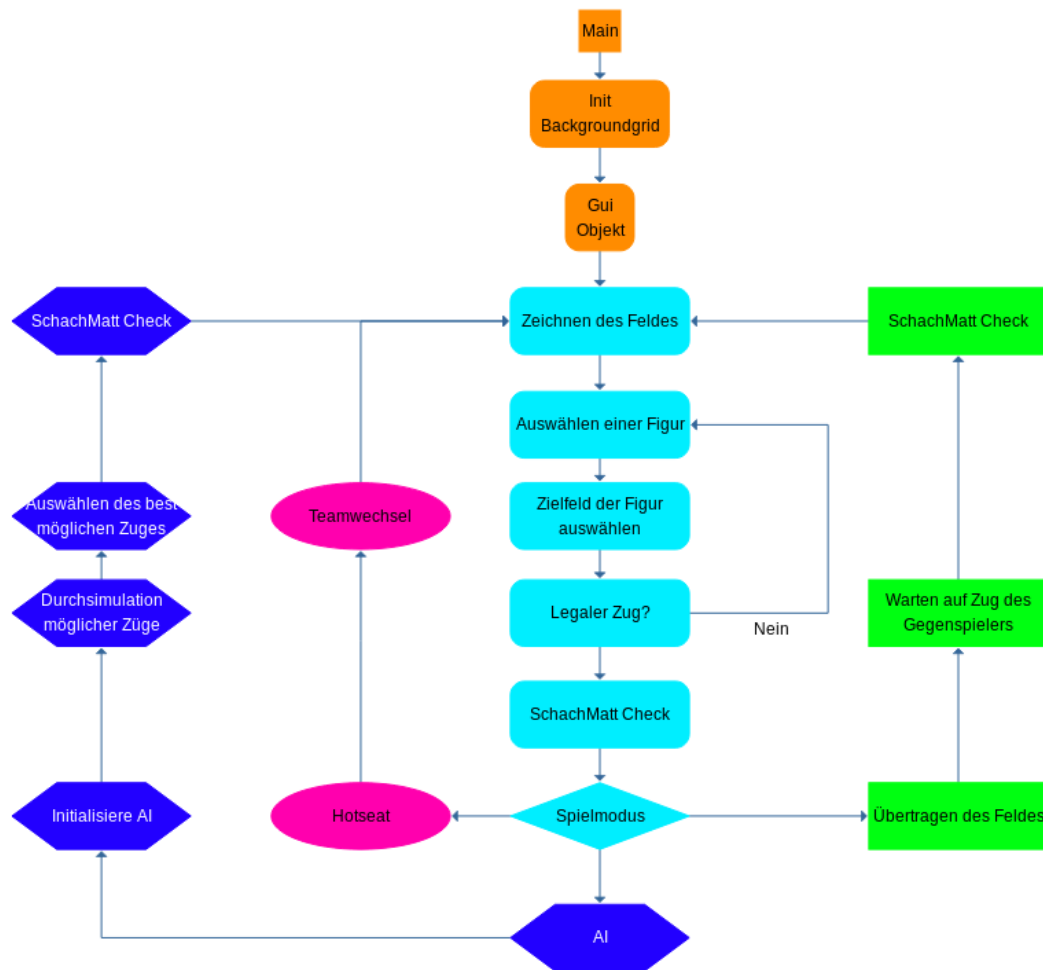 Main
Init
Backgroundgrid
Gui
Objekt
SchachMatt Check
Zeichnen des Feldes
SchachMatt Check
Auswählen einer Figur
Auswählen des best
möglichen Zuges
Teamwechsel
Zielfeld der Figur
auswählen
Durchsimulation
möglicher Züge
Legaler Zug?
Nein
Warten auf Zug des
Gegenspielers
SchachMatt Check
Initialisiere AI
Hotseat
Spielmodus
Übertragen des Feldes
AI